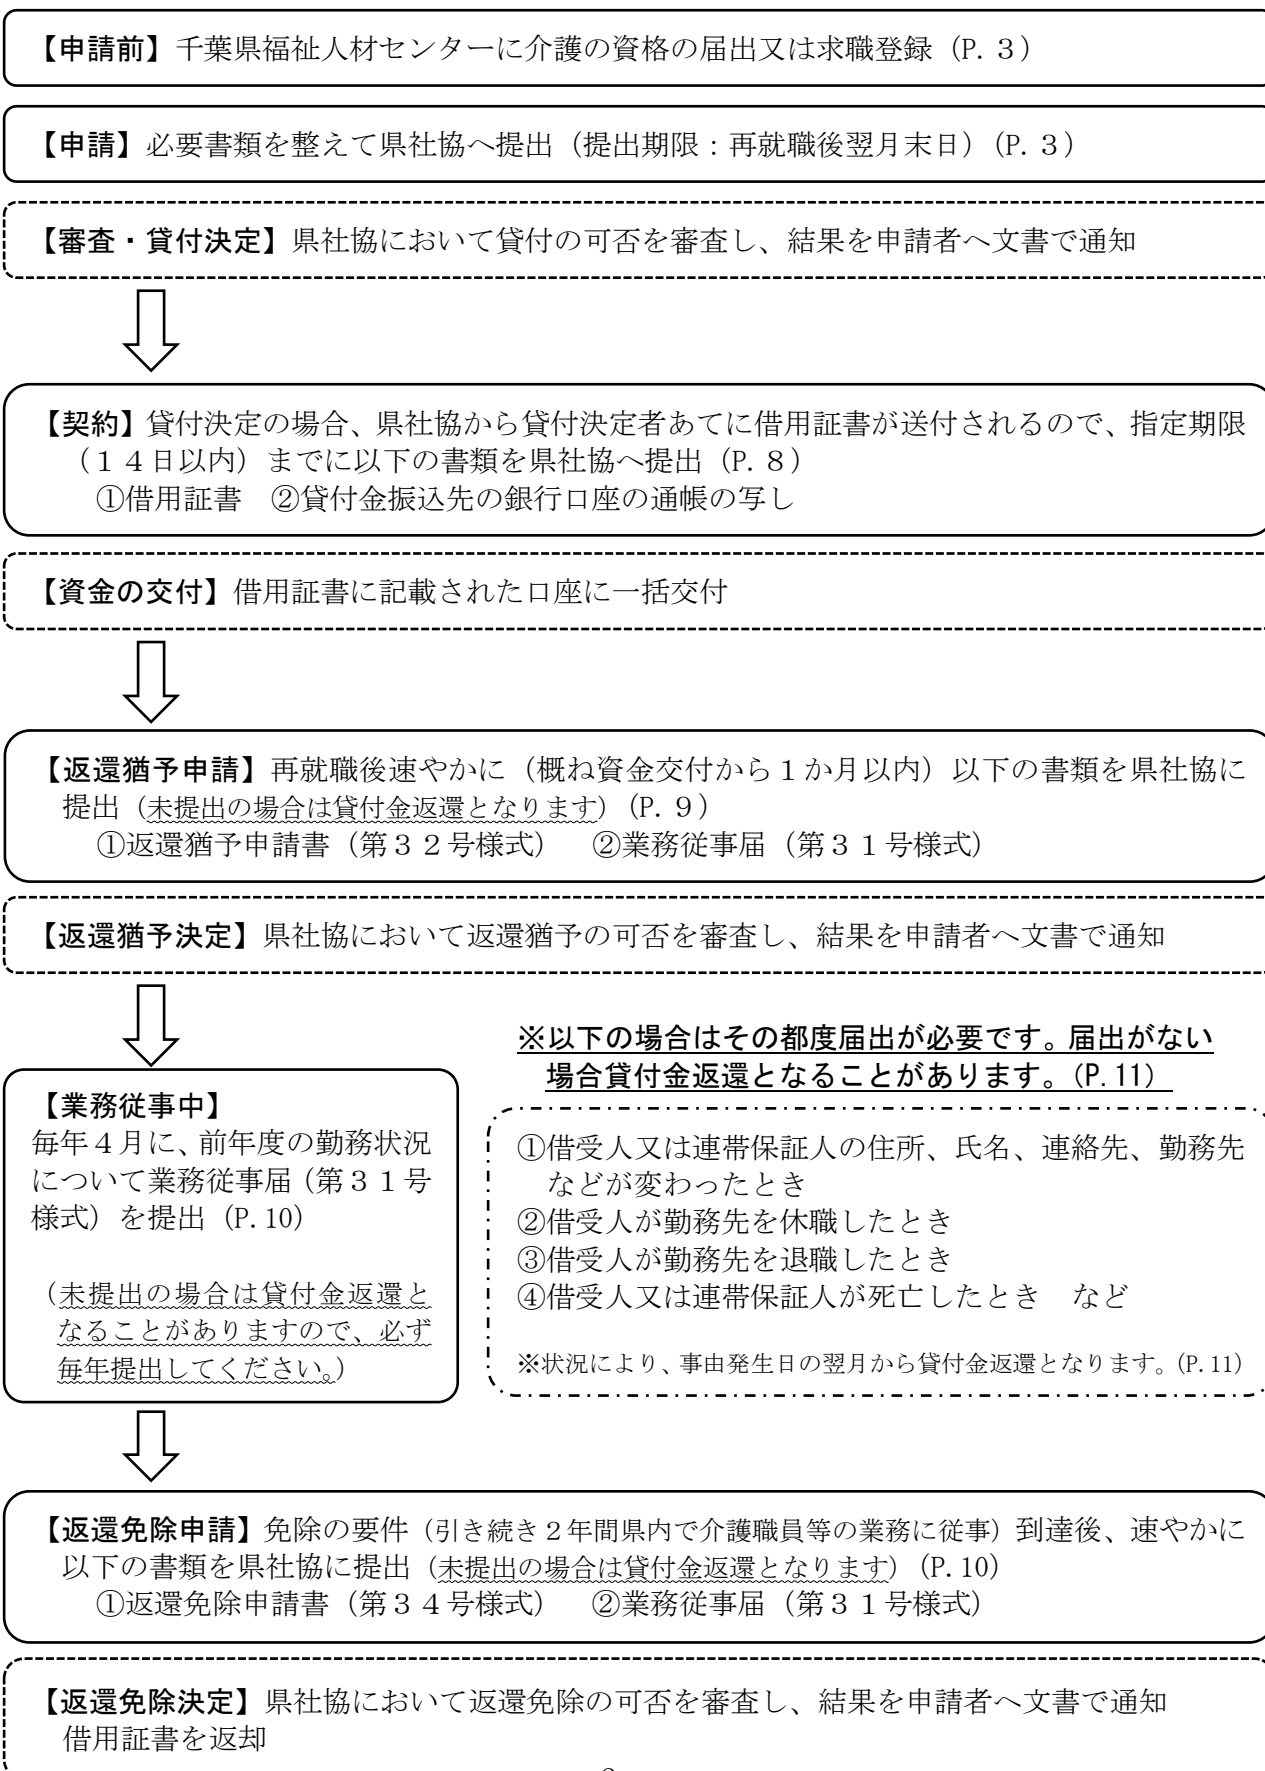 【申請前】千葉県福祉人材センターに介護の資格の届出又は求職登録（P. ３）
【申請】必要書類を整えて県社協へ提出（提出期限：再就職後翌月末日）（P. ３）
【審査・貸付決定】県社協において貸付の可否を審査し、結果を申請者へ文書で通知
【契約】貸付決定の場合、県社協から貸付決定者あてに借用証書が送付されるので、指定期限
（１４日以内）までに以下の書類を県社協へ提出（P. ８）
①借用証書　②貸付金振込先の銀行口座の通帳の写し
【資金の交付】借用証書に記載された口座に一括交付
【返還猶予申請】再就職後速やかに（概ね資金交付から１か月以内）以下の書類を県社協に
提出（未提出の場合は貸付金返還となります）（P. ９）
①返還猶予申請書（第３２号様式）　②業務従事届（第３１号様式）
【返還猶予決定】県社協において返還猶予の可否を審査し、結果を申請者へ文書で通知
【業務従事中】
毎年４月に、前年度の勤務状況
について業務従事届（第３１号
様式）を提出（P. 10）
（未提出の場合は貸付金返還と
なることがありますので、必ず
毎年提出してください。）
※以下の場合はその都度届出が必要です。届出がない
場合貸付金返還となることがあります。（P. 11）
①借受人又は連帯保証人の住所、氏名、連絡先、勤務先
などが変わったとき
②借受人が勤務先を休職したとき
③借受人が勤務先を退職したとき
④借受人又は連帯保証人が死亡したとき　など
※状況により、事由発生日の翌月から貸付金返還となります。（P. 11）
【返還免除申請】免除の要件（引き続き２年間県内で介護職員等の業務に従事）到達後、速やかに
以下の書類を県社協に提出（未提出の場合は貸付金返還となります）（P. 10）
①返還免除申請書（第３４号様式）　②業務従事届（第３１号様式）
【返還免除決定】県社協において返還免除の可否を審査し、結果を申請者へ文書で通知
借用証書を返却